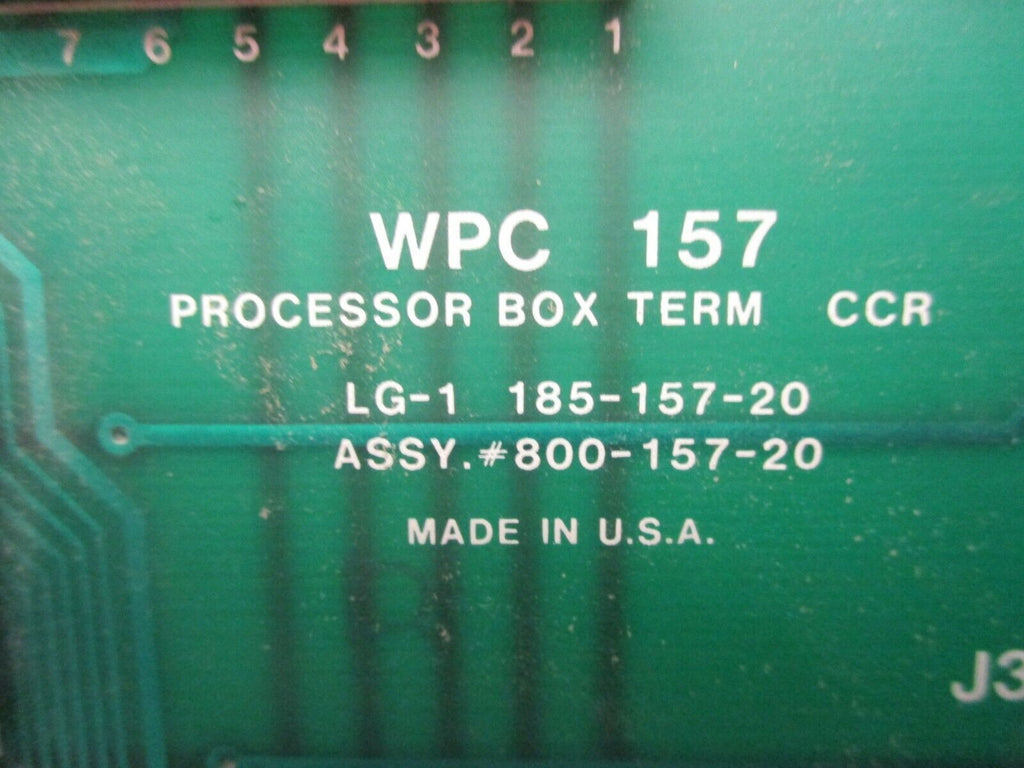 7 6 5 4 3 2 1
WPC 157
PROCESSOR BOX TERM CCR
LG-1 185-157-20
ASSY.#800-157-20
MADE IN U.S.A.
J3